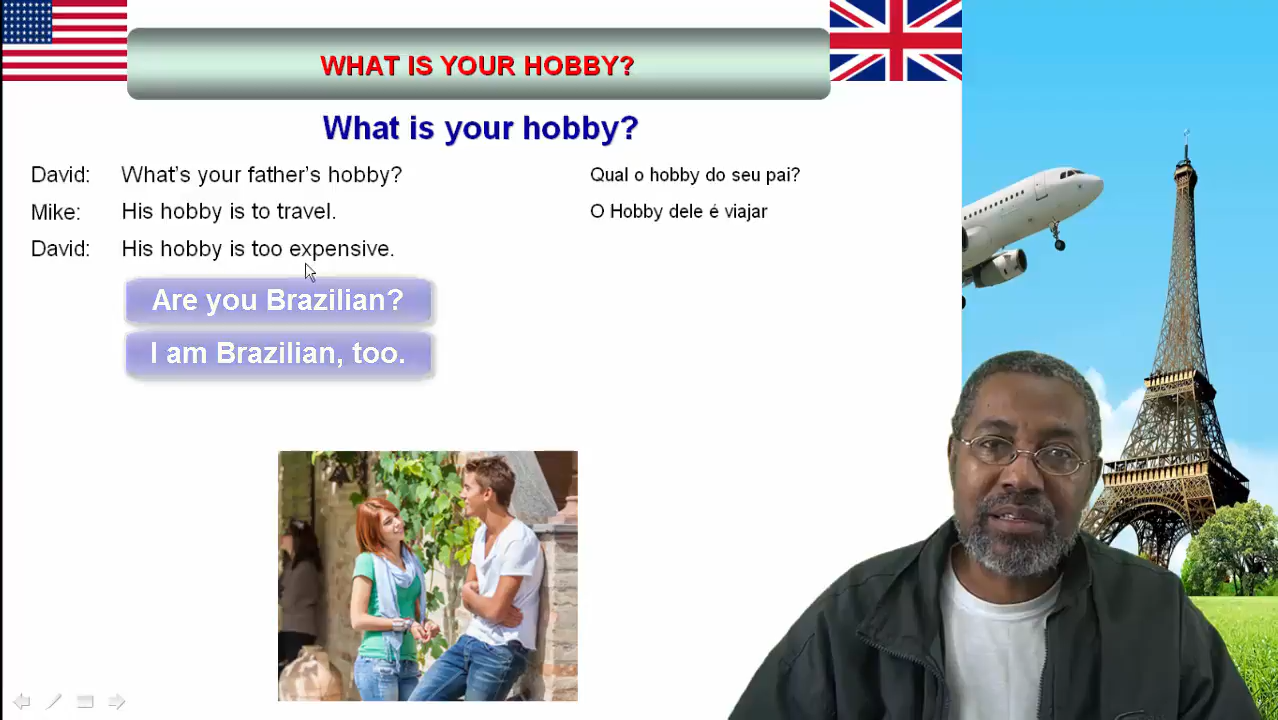 WHAT IS YOUR HOBBY?
What is your hobby?
David: What's your father's hobby? Qual o hobby do seu pai?
Mike: His hobby is to travel. O Hobby dele é viajar
David: His hobby is too expensive.
Are you Brazilian?
I am Brazilian, too.